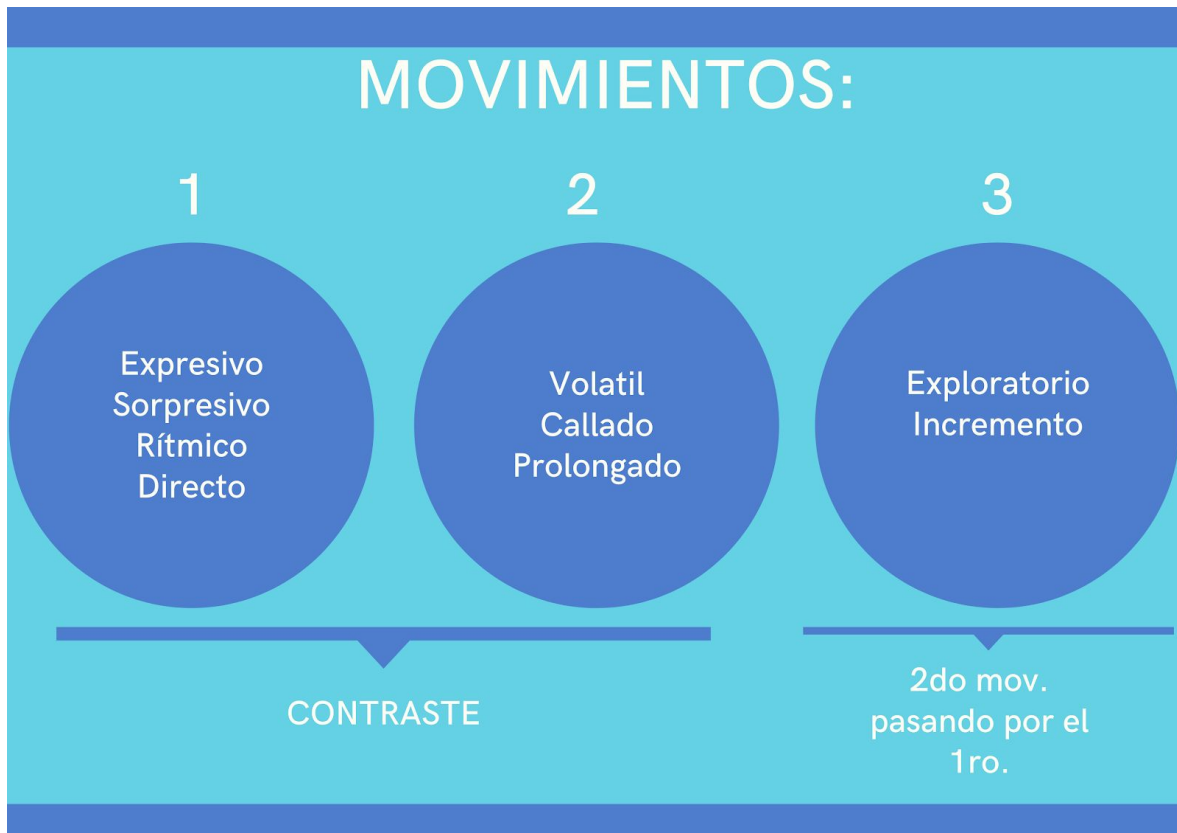 MOVIMIENTOS:
1
2
3
Expresivo
Sorpresivo
Rítmico
Directo
Volatil
Callado
Prolongado
Exploratorio
Incremento
CONTRASTE
2do mov.
pasando por el
1ro.